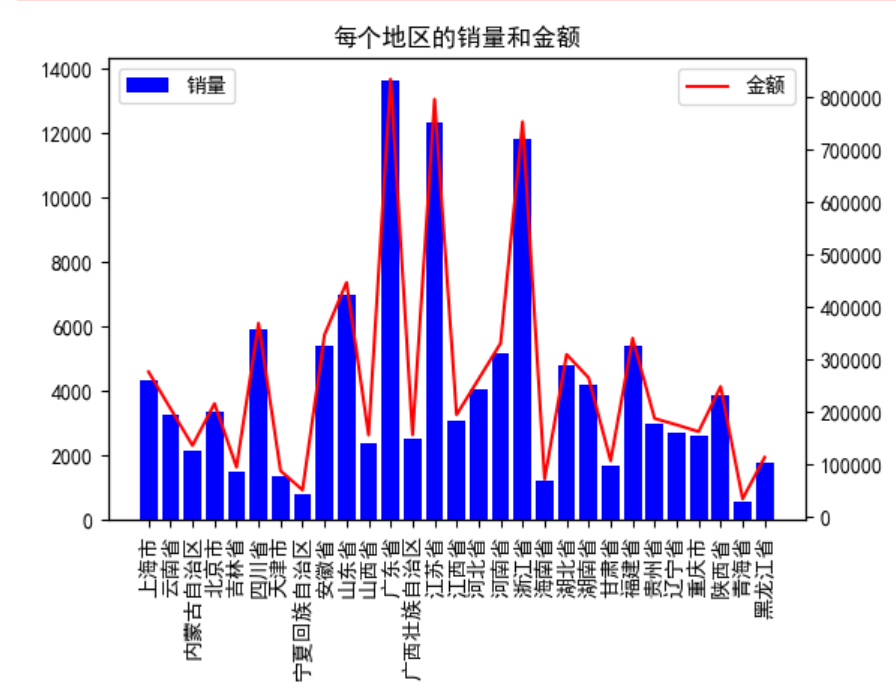 每个地区的销量和金额
销量
金额
14000
12000
10000
8000
6000
4000
2000
0
800000
700000
600000
500000
400000
300000
200000
100000
0
上海市
云南省
内蒙古自治区
北京市
吉林省
四川省
天津市
宁夏回族自治区
安徽省
山东省
山西省
广东省
广西壮族自治区
江苏省
江西省
河北省
河南省
浙江省
海南省
湖北省
湖南省
甘肃省
福建省
贵州省
辽宁省
重庆市
陕西省
青海省
黑龙江省